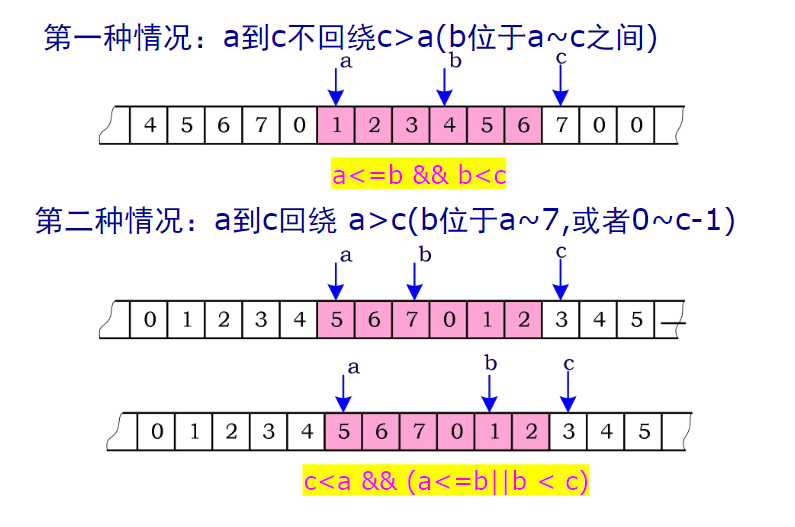 第一种情况：a到c不回绕c>a(b位于a~c之间)
a b c
4 5 6 7 0 1 2 3 4 5 6 7 0 0
a<=b && b<c
第二种情况：a到c回绕 a>c(b位于a~7,或者0~c-1)
a b c
0 1 2 3 4 5 6 7 0 1 2 3 4 5
a b c
0 1 2 3 4 5 6 7 0 1 2 3 4 5
c<a && (a<=b||b < c)